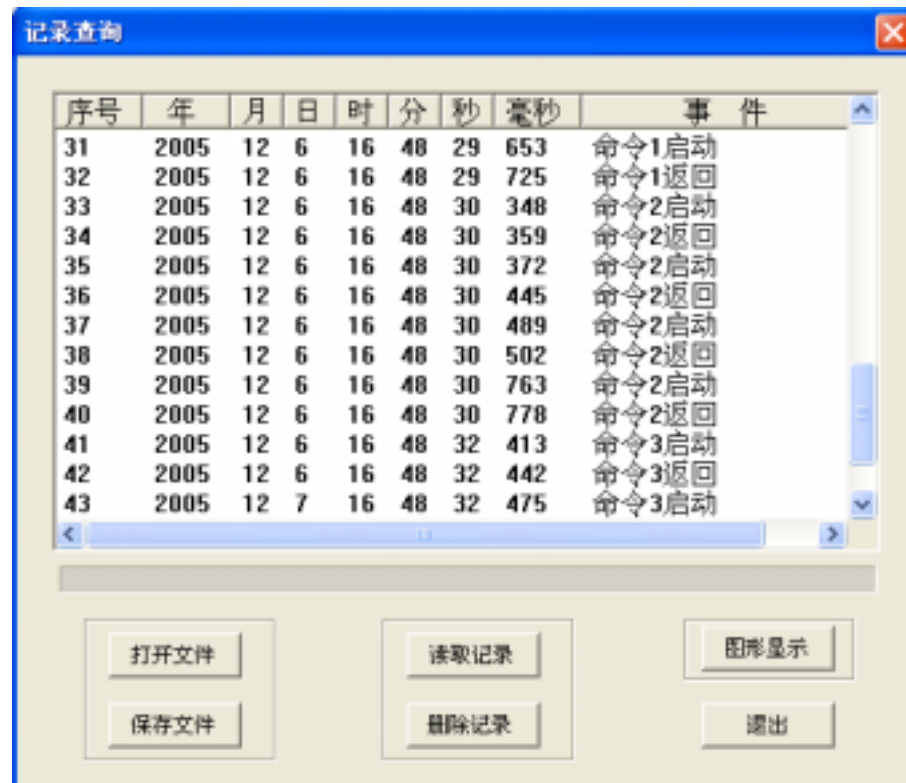 记录查询
序号 年 月 日 时 分 秒 毫秒 事 件
31 2005 12 6 16 48 29 653 命令1启动
32 2005 12 6 16 48 29 725 命令1返回
33 2005 12 6 16 48 30 348 命令2启动
34 2005 12 6 16 48 30 359 命令2返回
35 2005 12 6 16 48 30 372 命令2启动
36 2005 12 6 16 48 30 445 命令2返回
37 2005 12 6 16 48 30 489 命令2启动
38 2005 12 6 16 48 30 502 命令2返回
39 2005 12 6 16 48 30 763 命令2启动
40 2005 12 6 16 48 30 778 命令2返回
41 2005 12 6 16 48 32 413 命令3启动
42 2005 12 6 16 48 32 442 命令3返回
43 2005 12 7 16 48 32 475 命令3启动
打开文件 读取记录 图形显示
保存文件 删除记录 退出